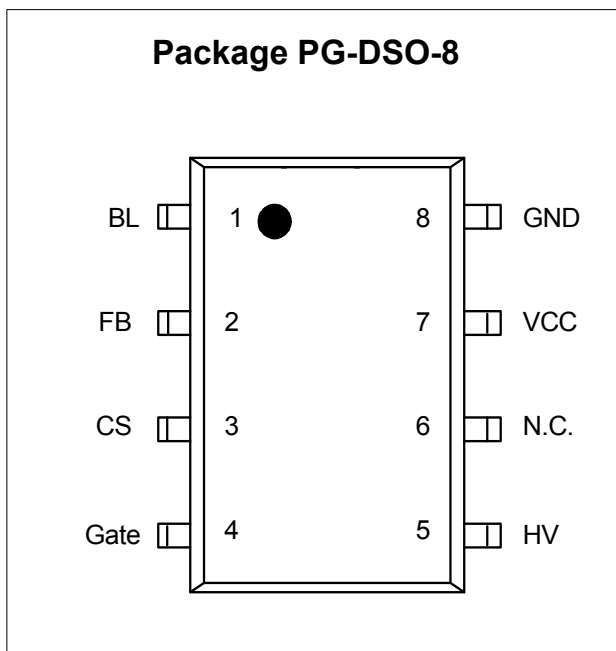 Package PG-DSO-8
BL 1 8 GND
FB 2 7 VCC
CS 3 6 N.C.
Gate 4 5 HV